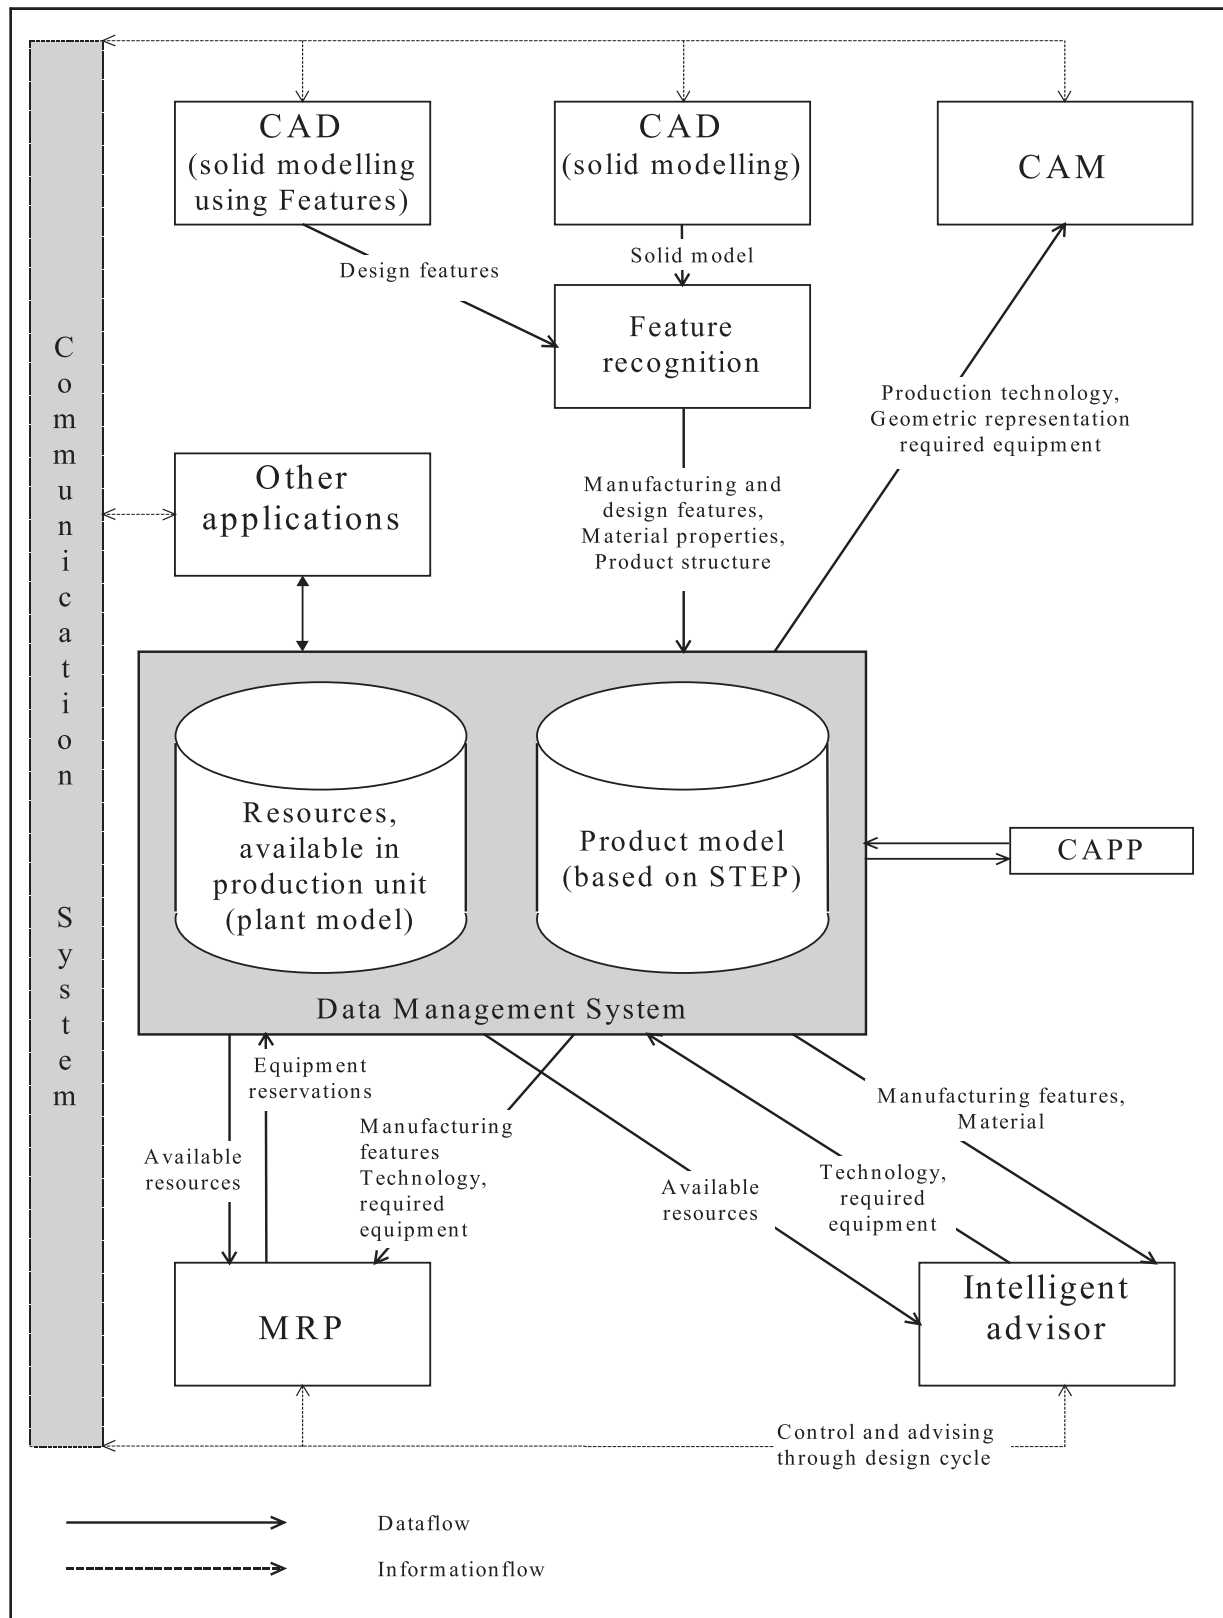 Communication System
CAD
(solid modelling
using Features)
CAD
(solid modelling)
CAM
Design features
Solid model
Feature
recognition
Production technology,
Geometric representation
required equipment
Other
applications
Manufacturing and
design features,
Material properties,
Product structure
Resources,
available in
production unit
(plant model)
Product model
(based on STEP)
CAPP
Data Management System
Equipment
reservations
Available
resources
Manufacturing
features
Technology,
required
equipment
Available
resources
Technology,
required
equipment
Manufacturing features,
Material
MRP
Intelligent
advisor
Control and advising
through design cycle
Dataflow
Informationflow